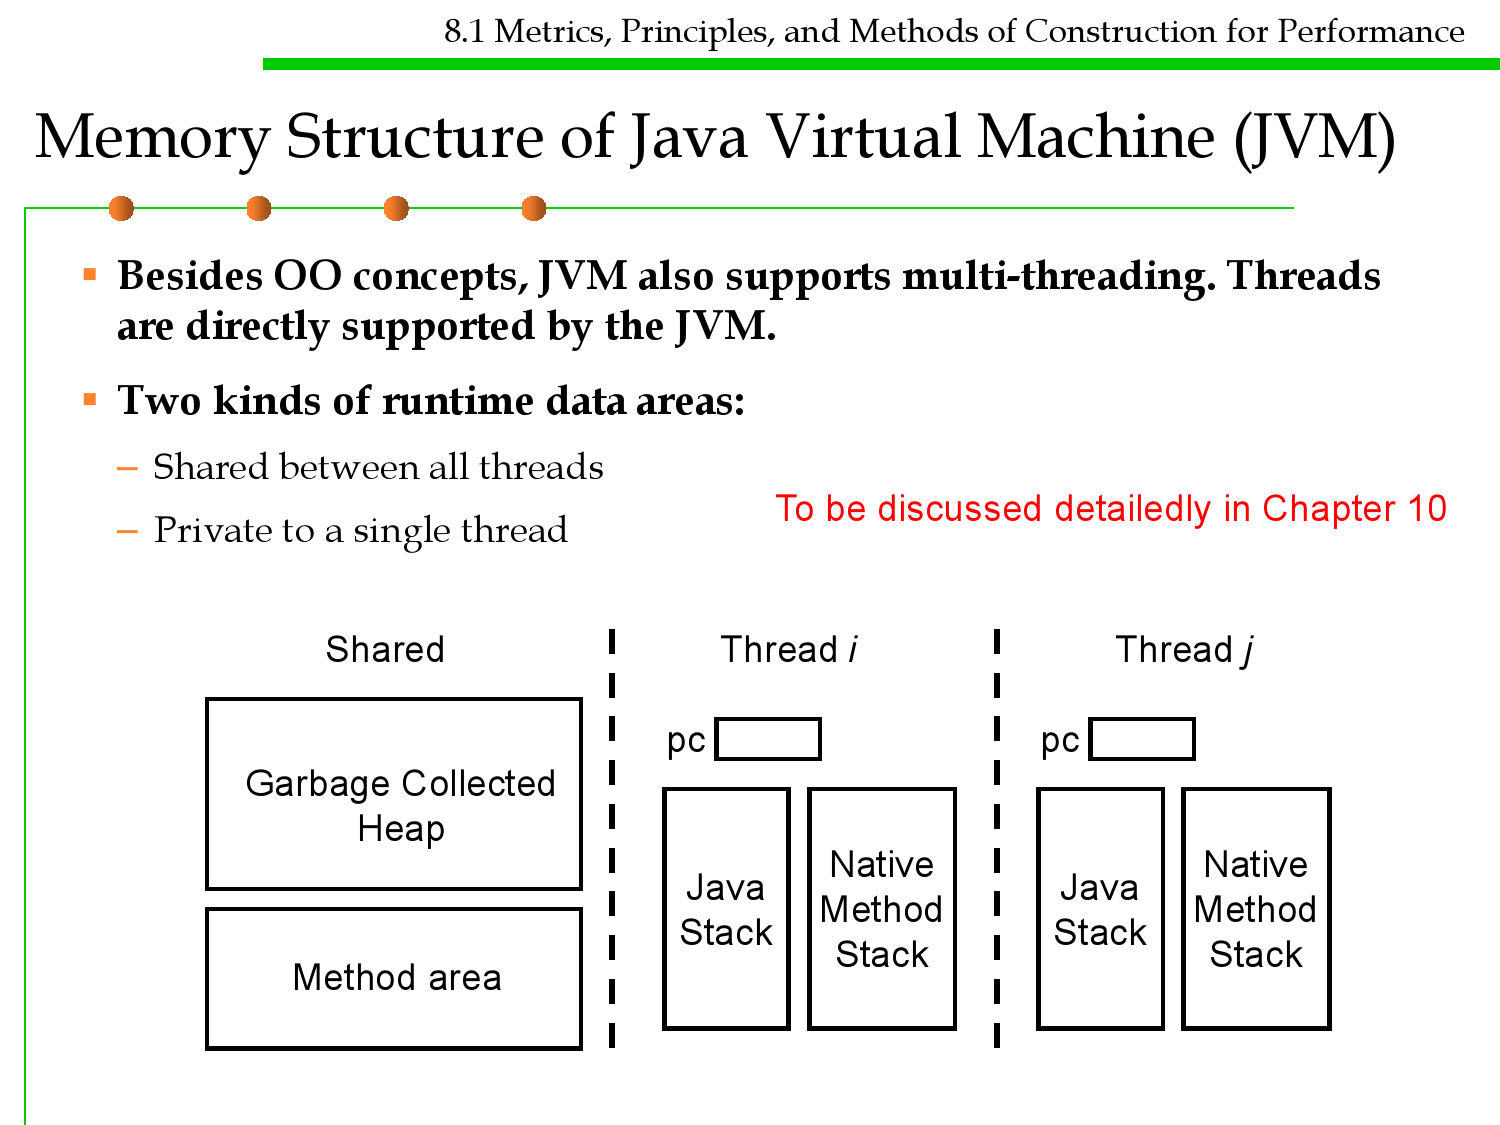 8.1 Metrics, Principles, and Methods of Construction for Performance
Memory Structure of Java Virtual Machine (JVM)
Besides OO concepts, JVM also supports multi-threading. Threads
are directly supported by the JVM.
Two kinds of runtime data areas:
– Shared between all threads
– Private to a single thread
To be discussed detailedly in Chapter 10
Shared
Garbage Collected
Heap
Method area
Thread i
pc
Java
Stack
Native
Method
Stack
Thread j
pc
Java
Stack
Native
Method
Stack